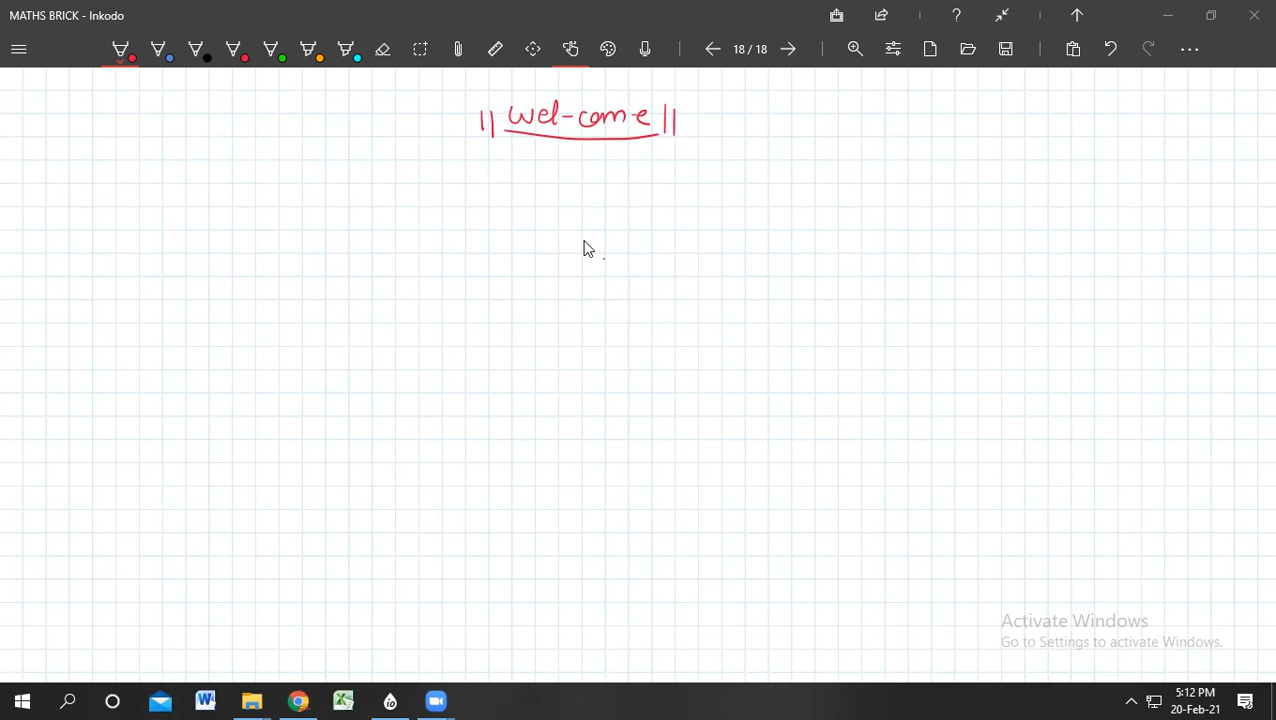 MATHS BRICK - Inkodo
18 / 18
|| wel-come ||
Activate Windows
Go to Settings to activate Windows.
5:12 PM
20-Feb-21